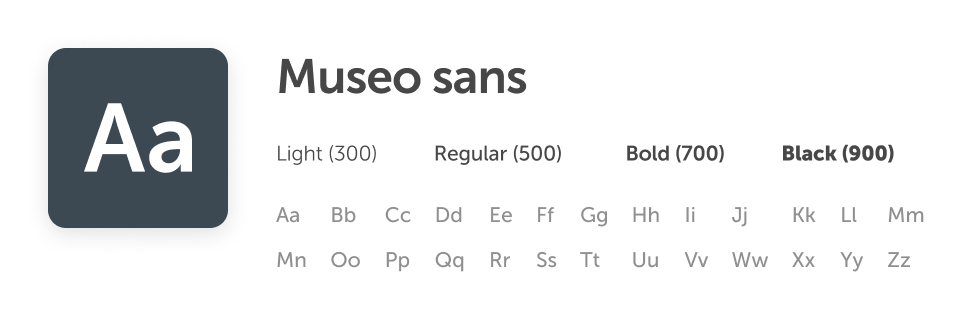 Aa
Museo sans
Light (300) Regular (500) Bold (700) Black (900)
Aa Bb Cc Dd Ee Ff Gg Hh Ii Jj Kk Ll Mm
Mn Oo Pp Qq Rr Ss Tt Uu Vv Ww Xx Yy Zz